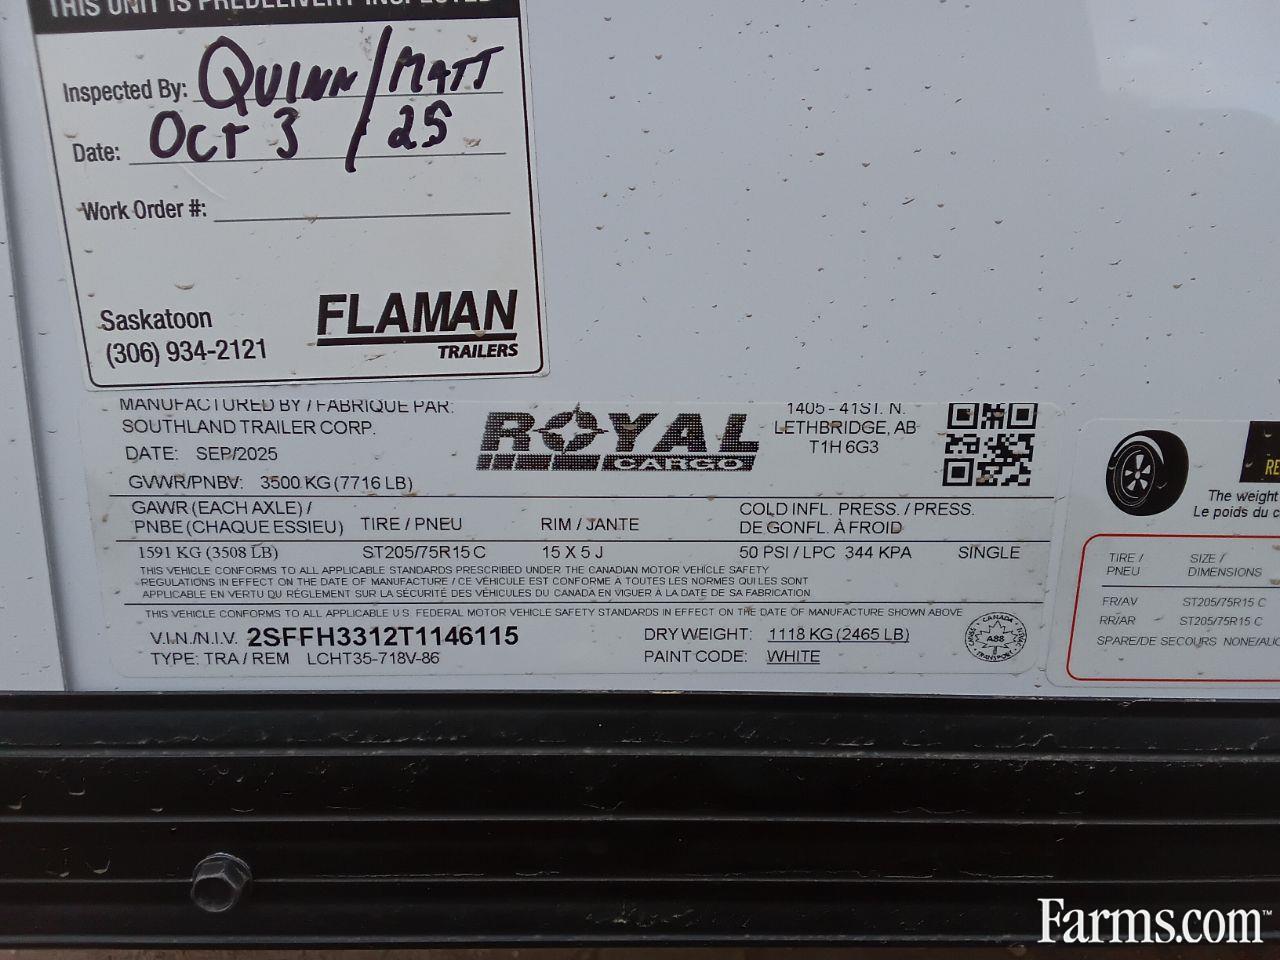 THIS UNIT IS PREDELIVERY INSPECTED
Inspected By: QUINN/MATT
Date: OCT 3 / 25
Work Order #:
Saskatoon
(306) 934-2121
FLAMAN
TRAILERS
MANUFACTURED BY / FABRIQUE PAR:
SOUTHLAND TRAILER CORP.
DATE: SEP/2025
GVWR/PNBV: 3500 KG (7716 LB)
ROYAL
CARGO
1405 - 41ST. N.
LETHBRIDGE, AB
T1H 6G3
GAWR (EACH AXLE) /
PNBE (CHAQUE ESSIEU) TIRE / PNEU RIM / JANTE COLD INFL. PRESS. / PRESS.
DE GONFL. À FROID
1591 KG (3508 LB) ST205/75R15 C 15 X 5 J 50 PSI / LPC 344 KPA SINGLE
THIS VEHICLE CONFORMS TO ALL APPLICABLE STANDARDS PRESCRIBED UNDER THE CANADIAN MOTOR VEHICLE SAFETY
REGULATIONS IN EFFECT ON THE DATE OF MANUFACTURE / CE VÉHICULE EST CONFORME À TOUTES LES NORMES QUI LES SONT
APPLICABLE EN VERTU QU RÉGLEMENT SUR LA SÉCURITÉ DES VÉHICULES DU CANADA EN VIGUER À LA DATE DE SA FABRICATION.
THIS VEHICLE CONFORMS TO ALL APPLICABLE U.S. FEDERAL MOTOR VEHICLE SAFETY STANDARDS IN EFFECT ON THE DATE OF MANUFACTURE SHOWN ABOVE
V.I.N./N.I.V. 2SFFH3312T1146115
TYPE: TRA / REM LCHT35-718V-86
DRY WEIGHT: 1118 KG (2465 LB)
PAINT CODE: WHITE
CANADA
A88
TRANSPORT
The weight
Le poids du c
TIRE /
PNEU
SIZE /
DIMENSIONS
FR/AV ST205/75R15 C
RR/AR ST205/75R15 C
SPARE/DE SECOURS NONE/AUC
Farms.com™